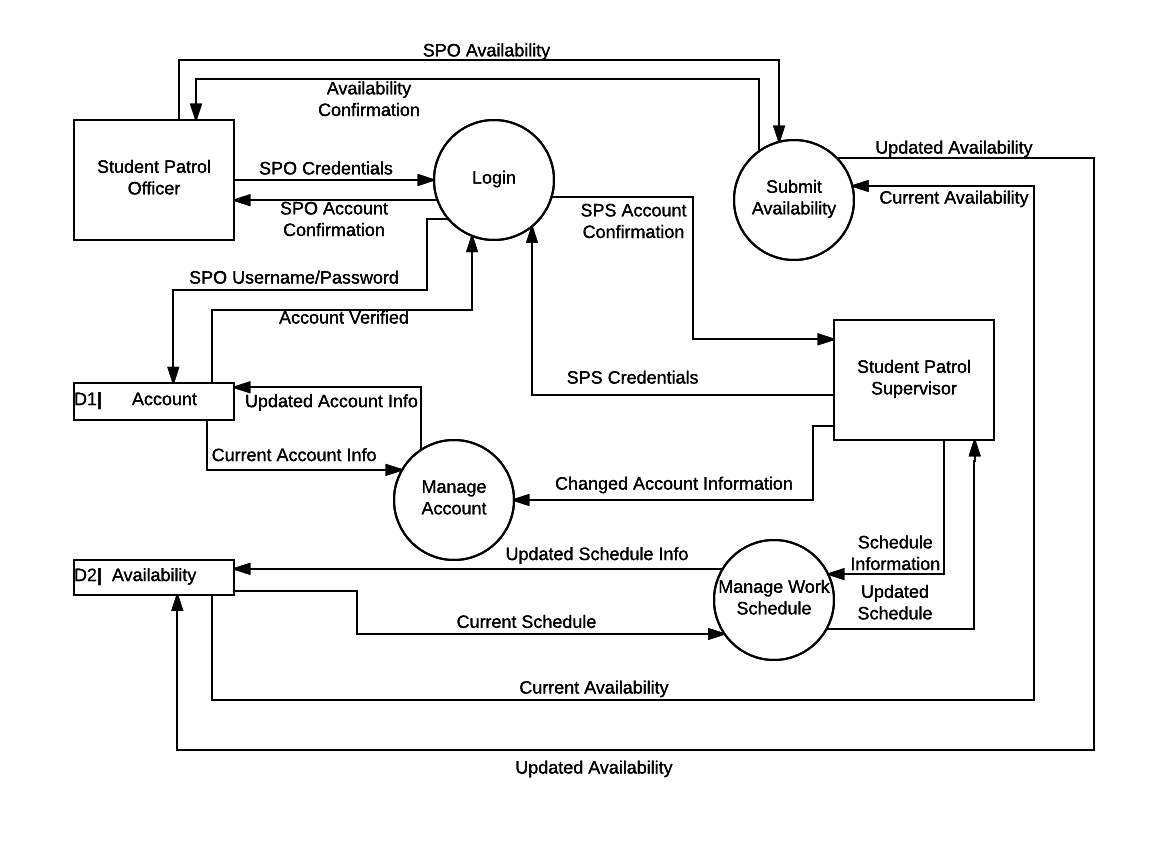 SPO Availability
Availability
Confirmation
Student Patrol
Officer
SPO Credentials
SPO Account
Confirmation
Login
SPS Account
Confirmation
Submit
Availability
Updated Availability
Current Availability
SPO Username/Password
Account Verified
D1| Account
Updated Account Info
Current Account Info
SPS Credentials
Student Patrol
Supervisor
Manage
Account
Changed Account Information
D2| Availability
Updated Schedule Info
Current Schedule
Manage Work
Schedule
Schedule
Information
Updated
Schedule
Current Availability
Updated Availability